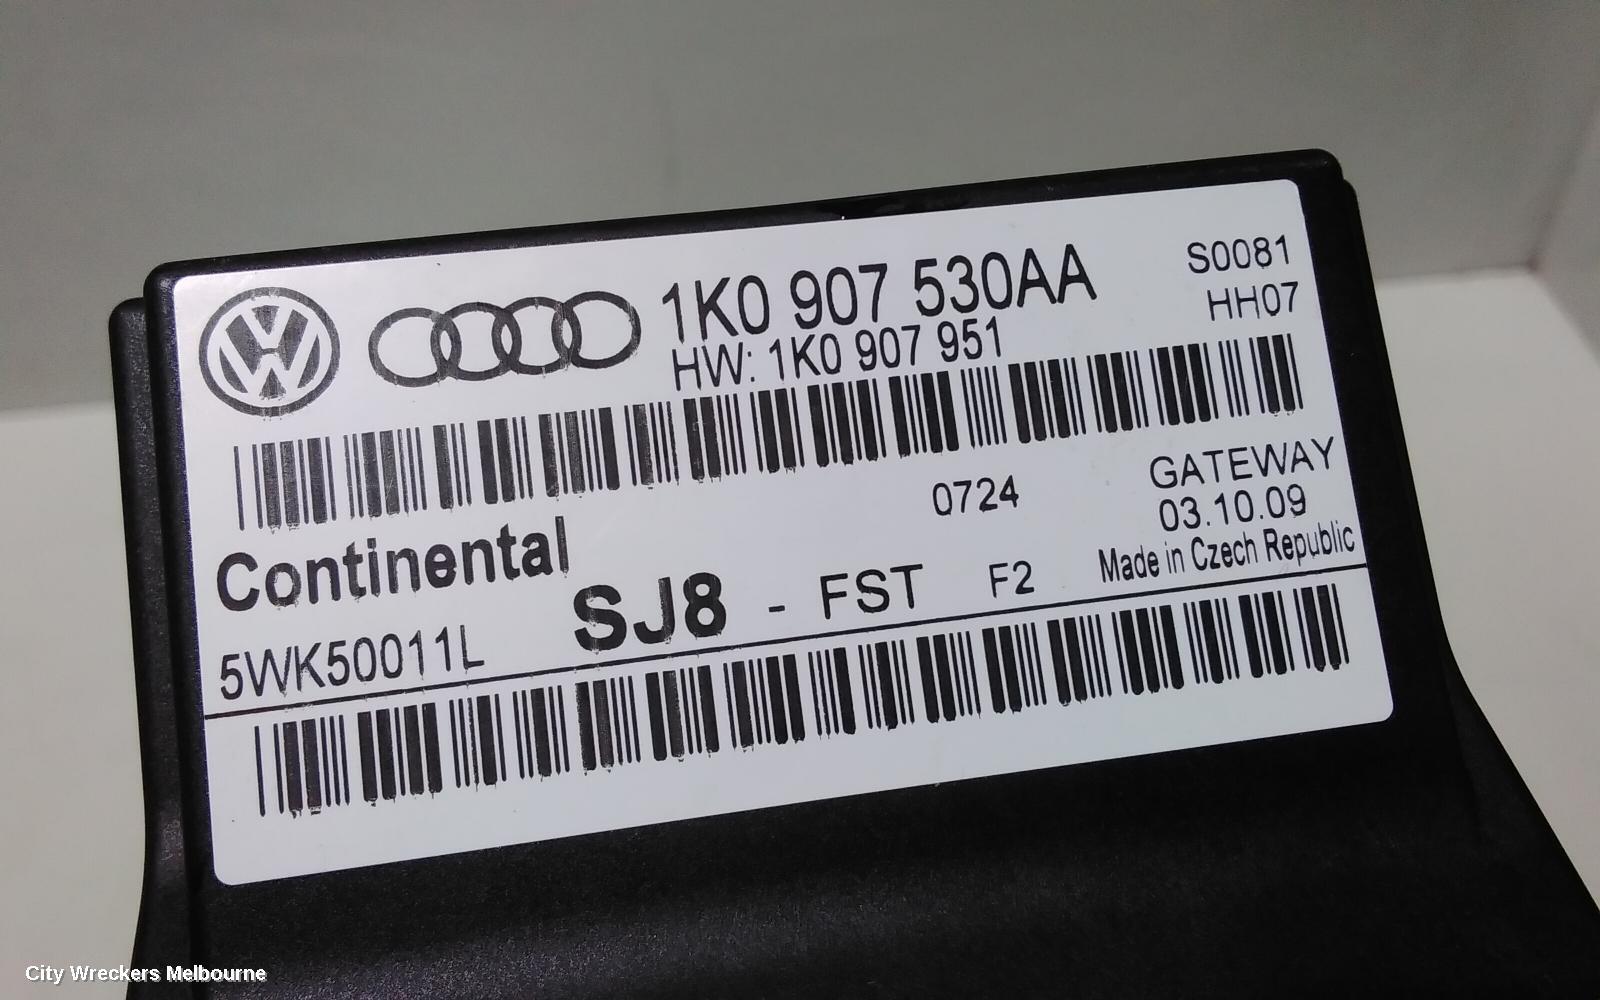 1K0 907 530AA
S0081
HW: 1K0 907 951
HH07
0724
GATEWAY
03.10.09
Continental
Made in Czech Republic
5WK50011L
SJ8 - FST F2
City Wreckers Melbourne